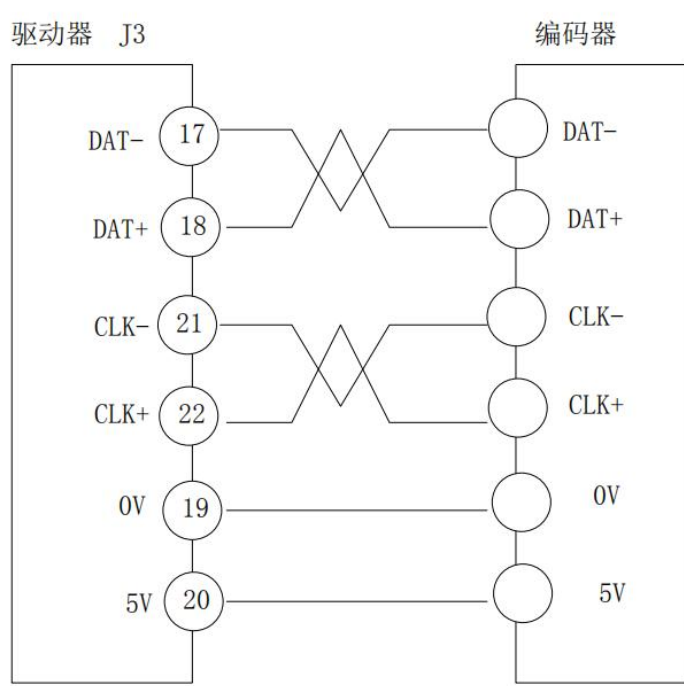 驱动器 J3 编码器
DAT- 17 DAT-
DAT+ 18 DAT+
CLK- 21 CLK-
CLK+ 22 CLK+
0V 19 0V
5V 20 5V